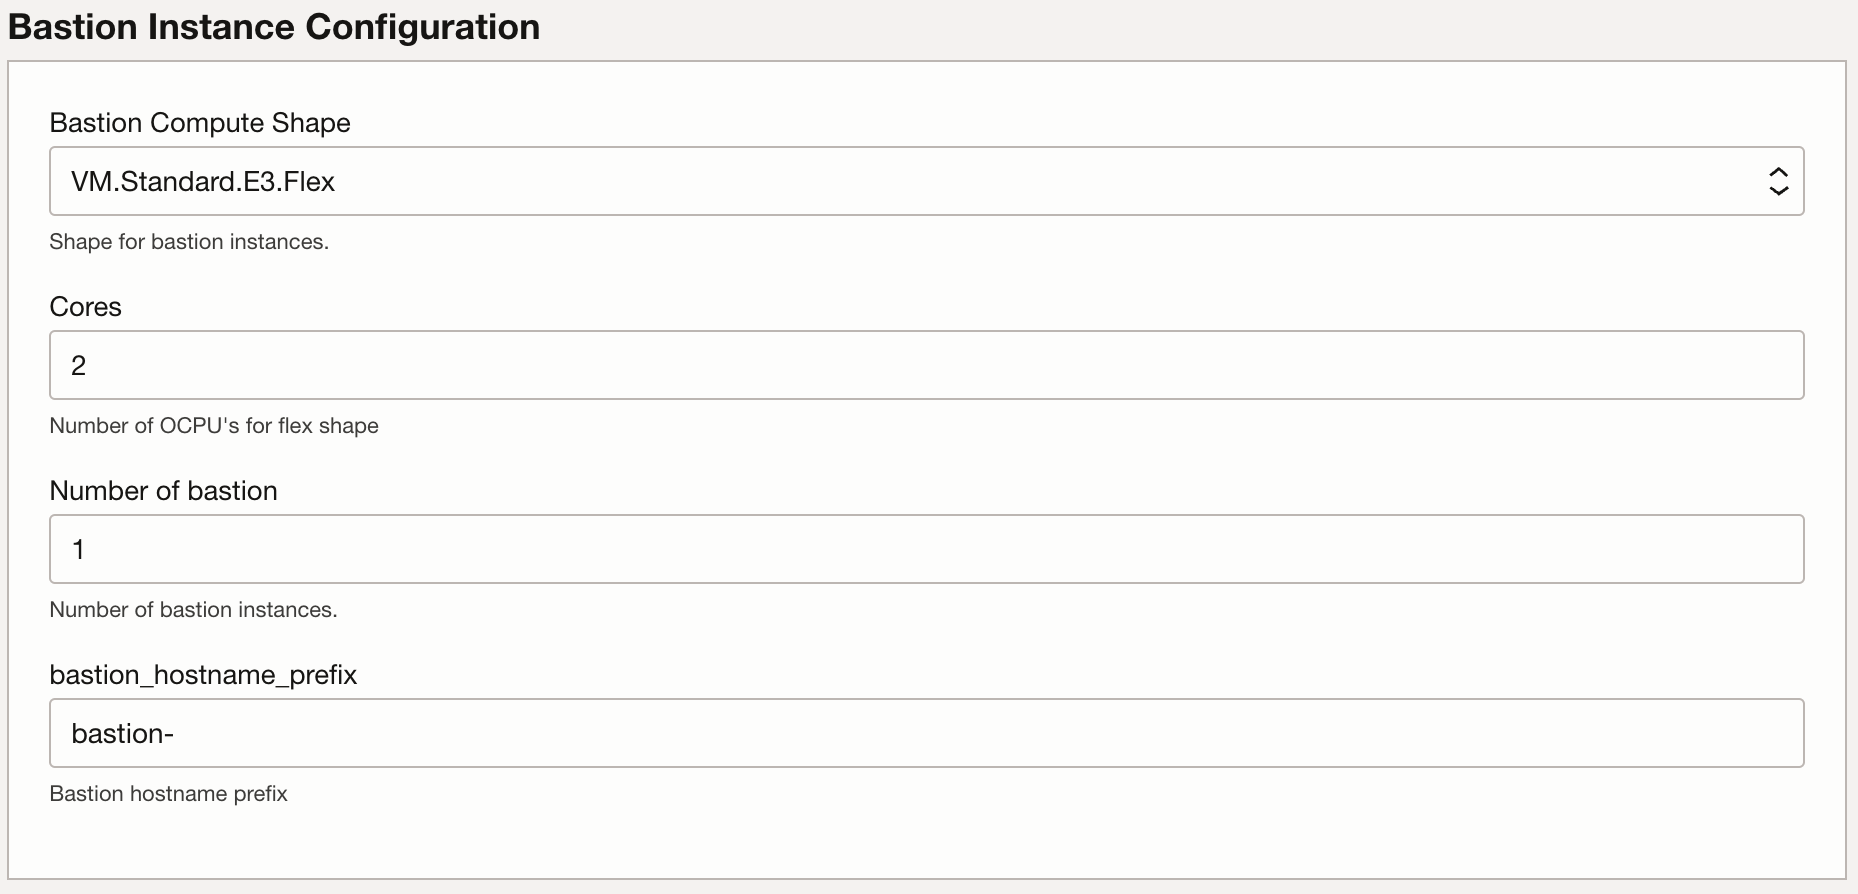 Bastion Instance Configuration
Bastion Compute Shape
VM.Standard.E3.Flex
Shape for bastion instances.
Cores
2
Number of OCPU's for flex shape
Number of bastion
1
Number of bastion instances.
bastion_hostname_prefix
bastion-
Bastion hostname prefix